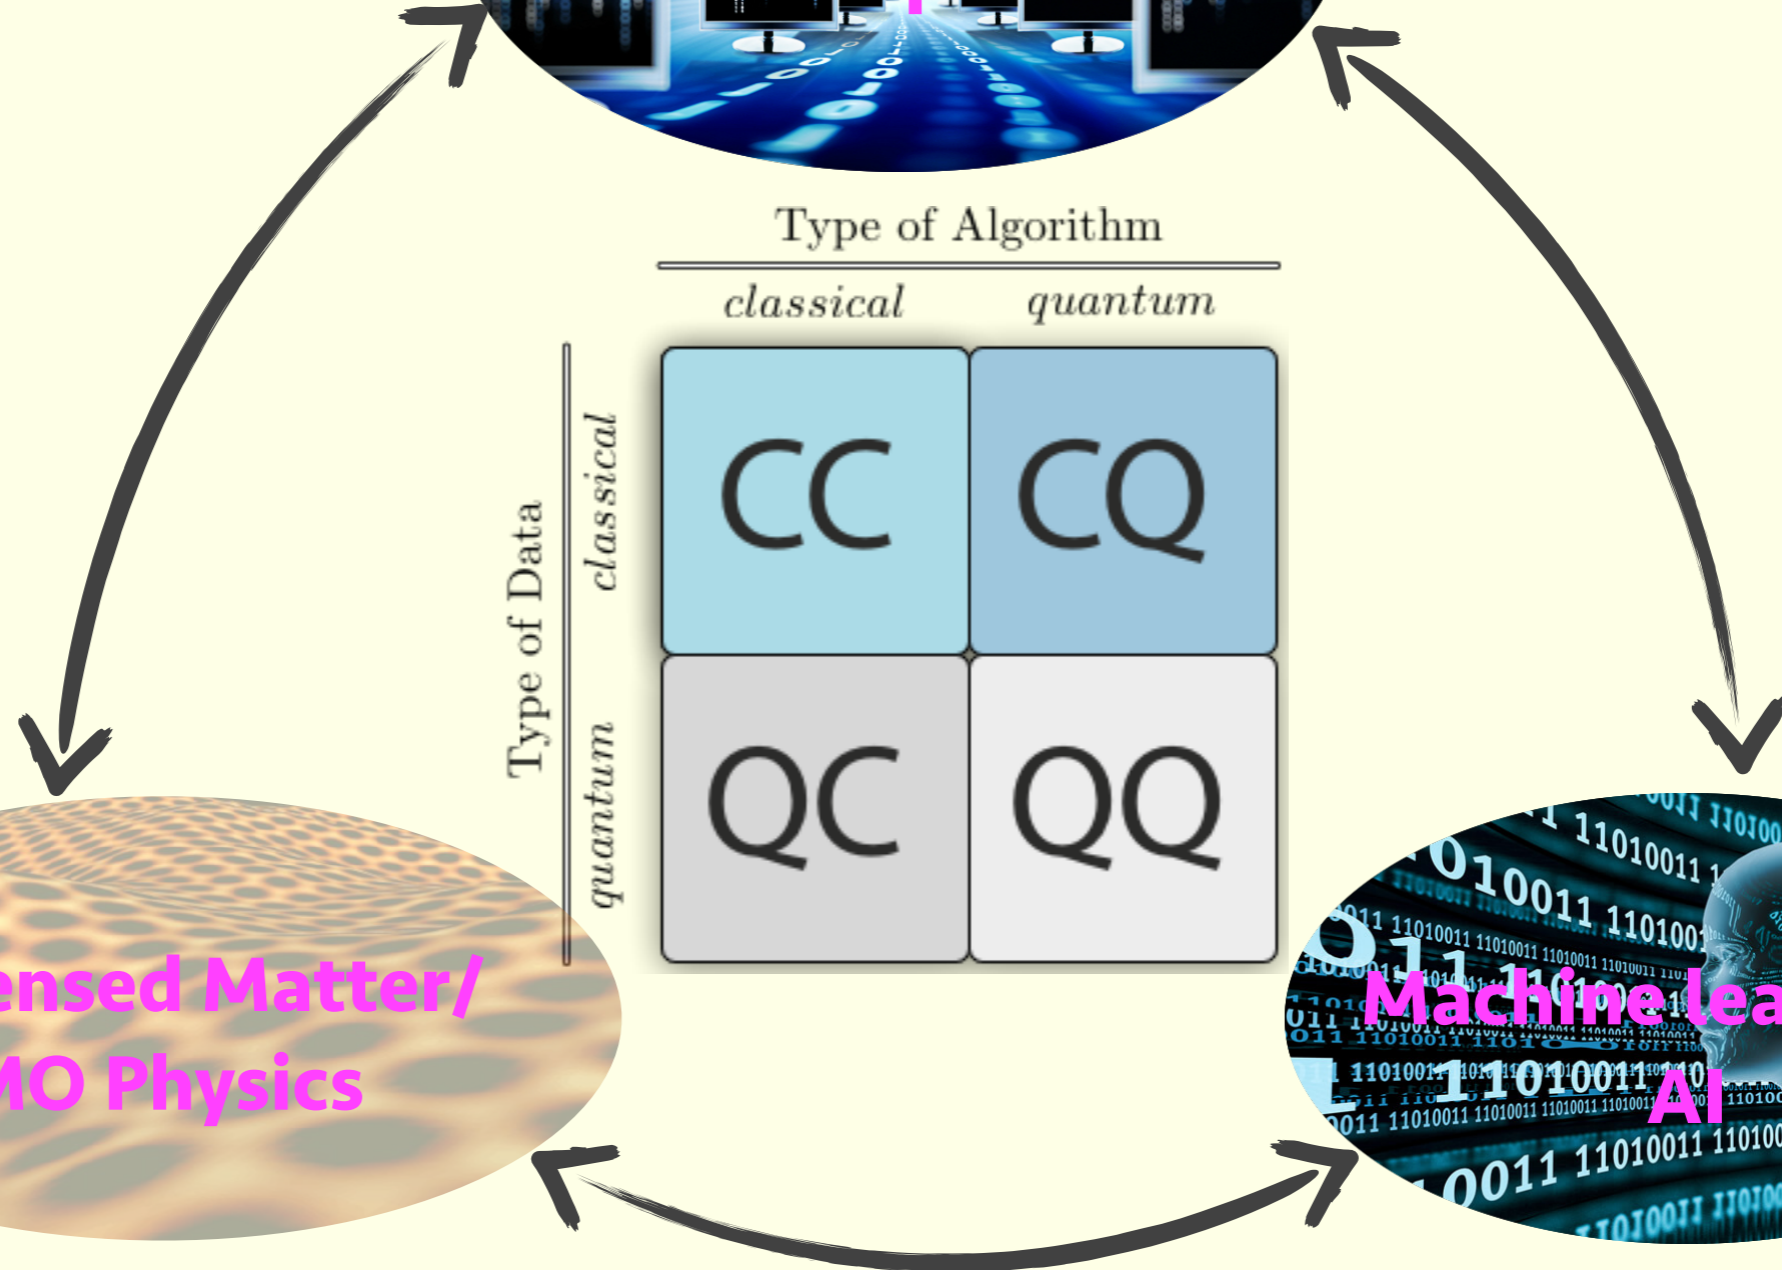 Type of Algorithm
classical quantum
Type of Data
classical
quantum
CC CQ
QC QQ
ensed Matter/
MO Physics
Machine lea
AI